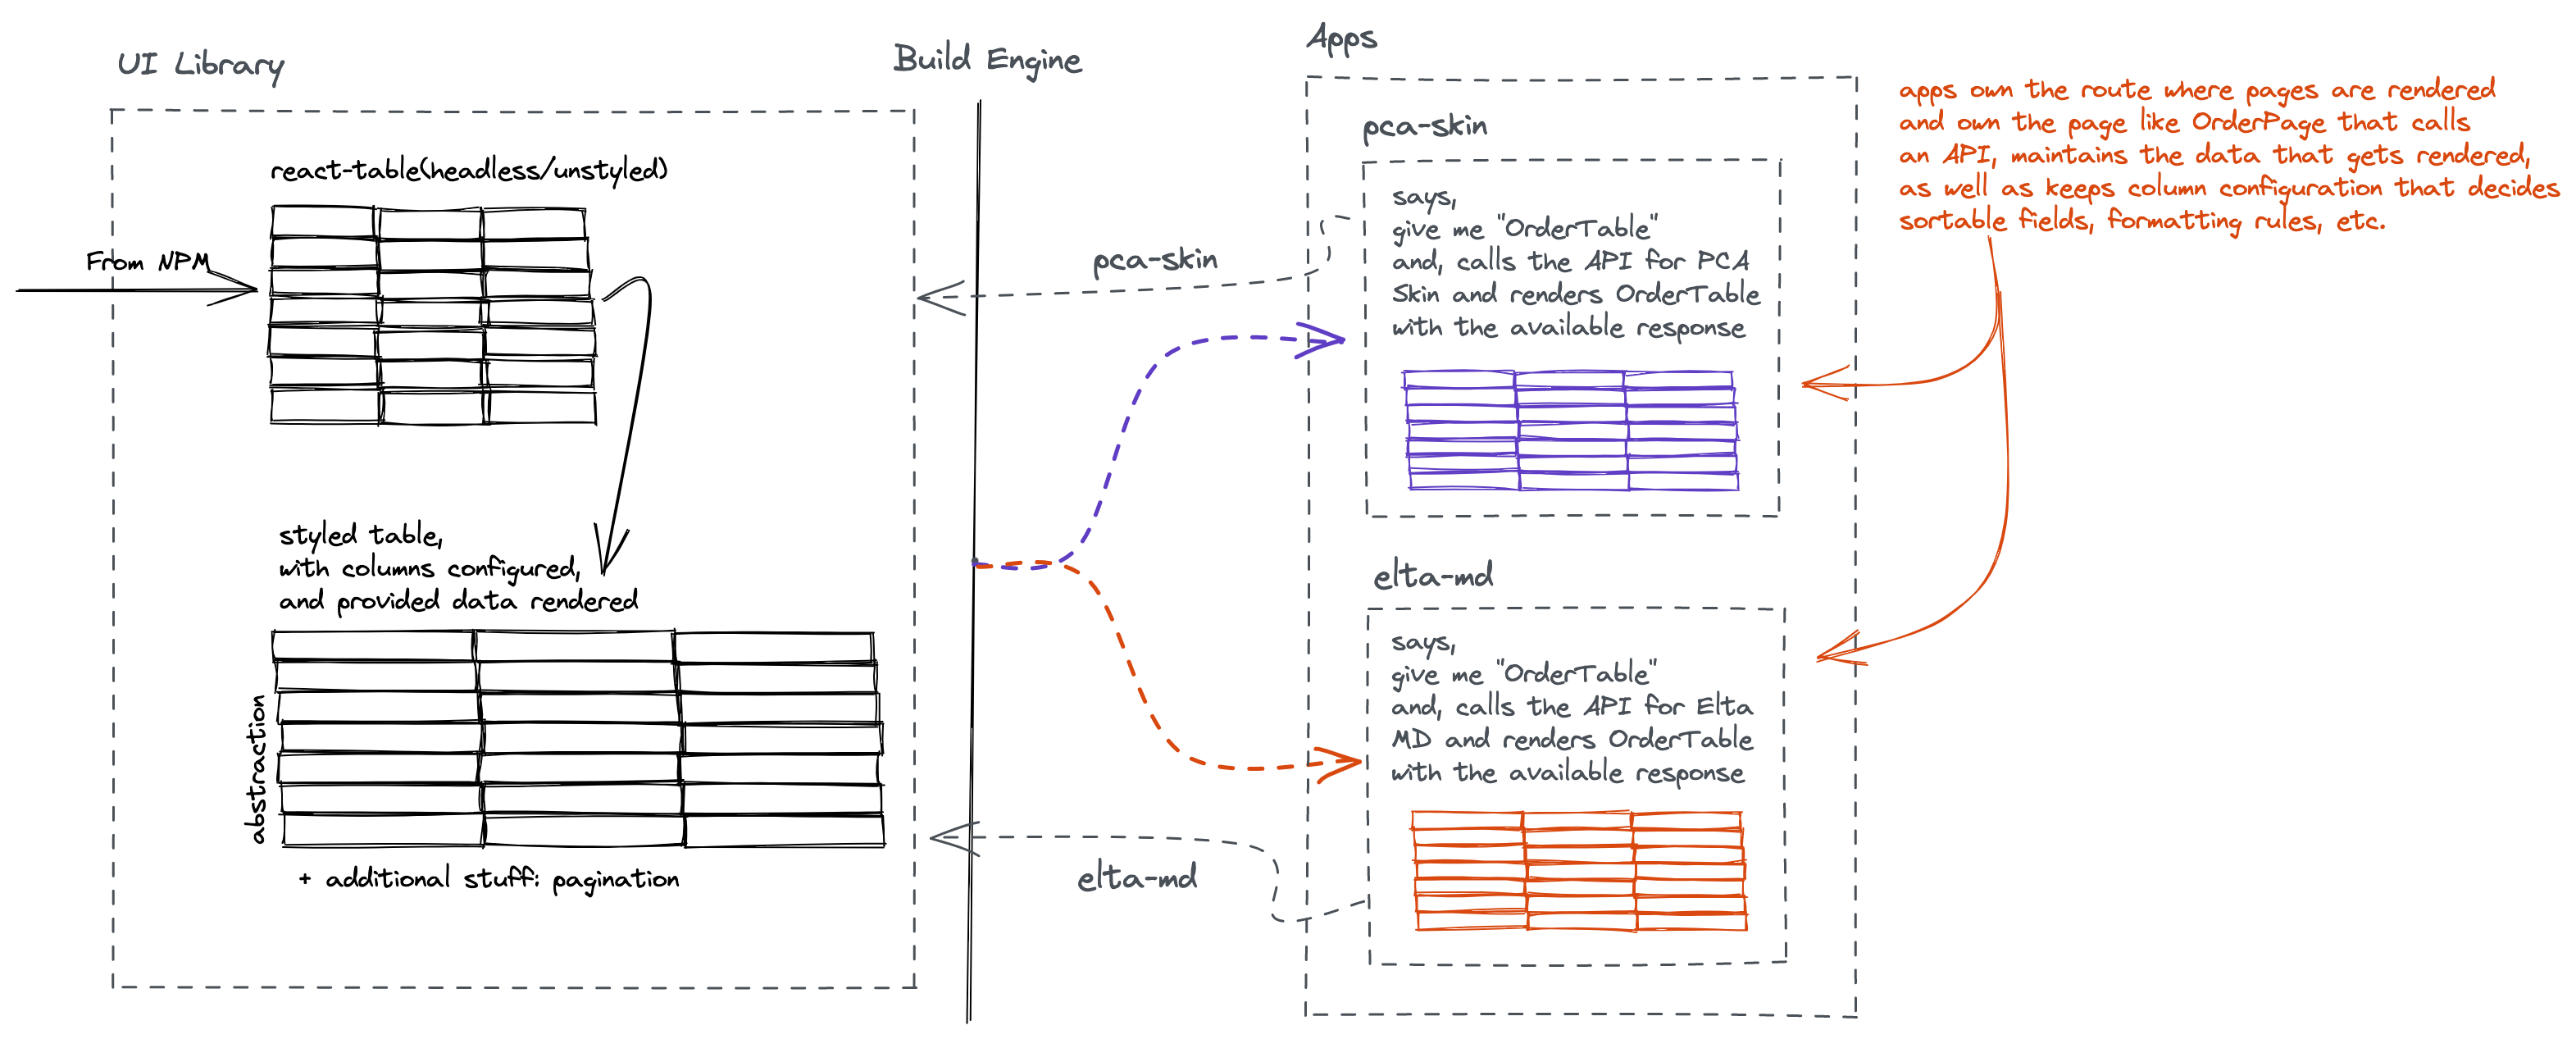 UI Library
react-table(headless/unstyled)
From NPM
styled table,
with columns configured,
and provided data rendered
abstraction
+ additional stuff: pagination
Build Engine
pca-skin
elta-md
Apps
pca-skin
says,
give me "OrderTable"
and, calls the API for PCA
Skin and renders OrderTable
with the available response
elta-md
says,
give me "OrderTable"
and, calls the API for Elta
MD and renders OrderTable
with the available response
apps own the route where pages are rendered
and own the page like OrderPage that calls
an API, maintains the data that gets rendered,
as well as keeps column configuration that decides
sortable fields, formatting rules, etc.